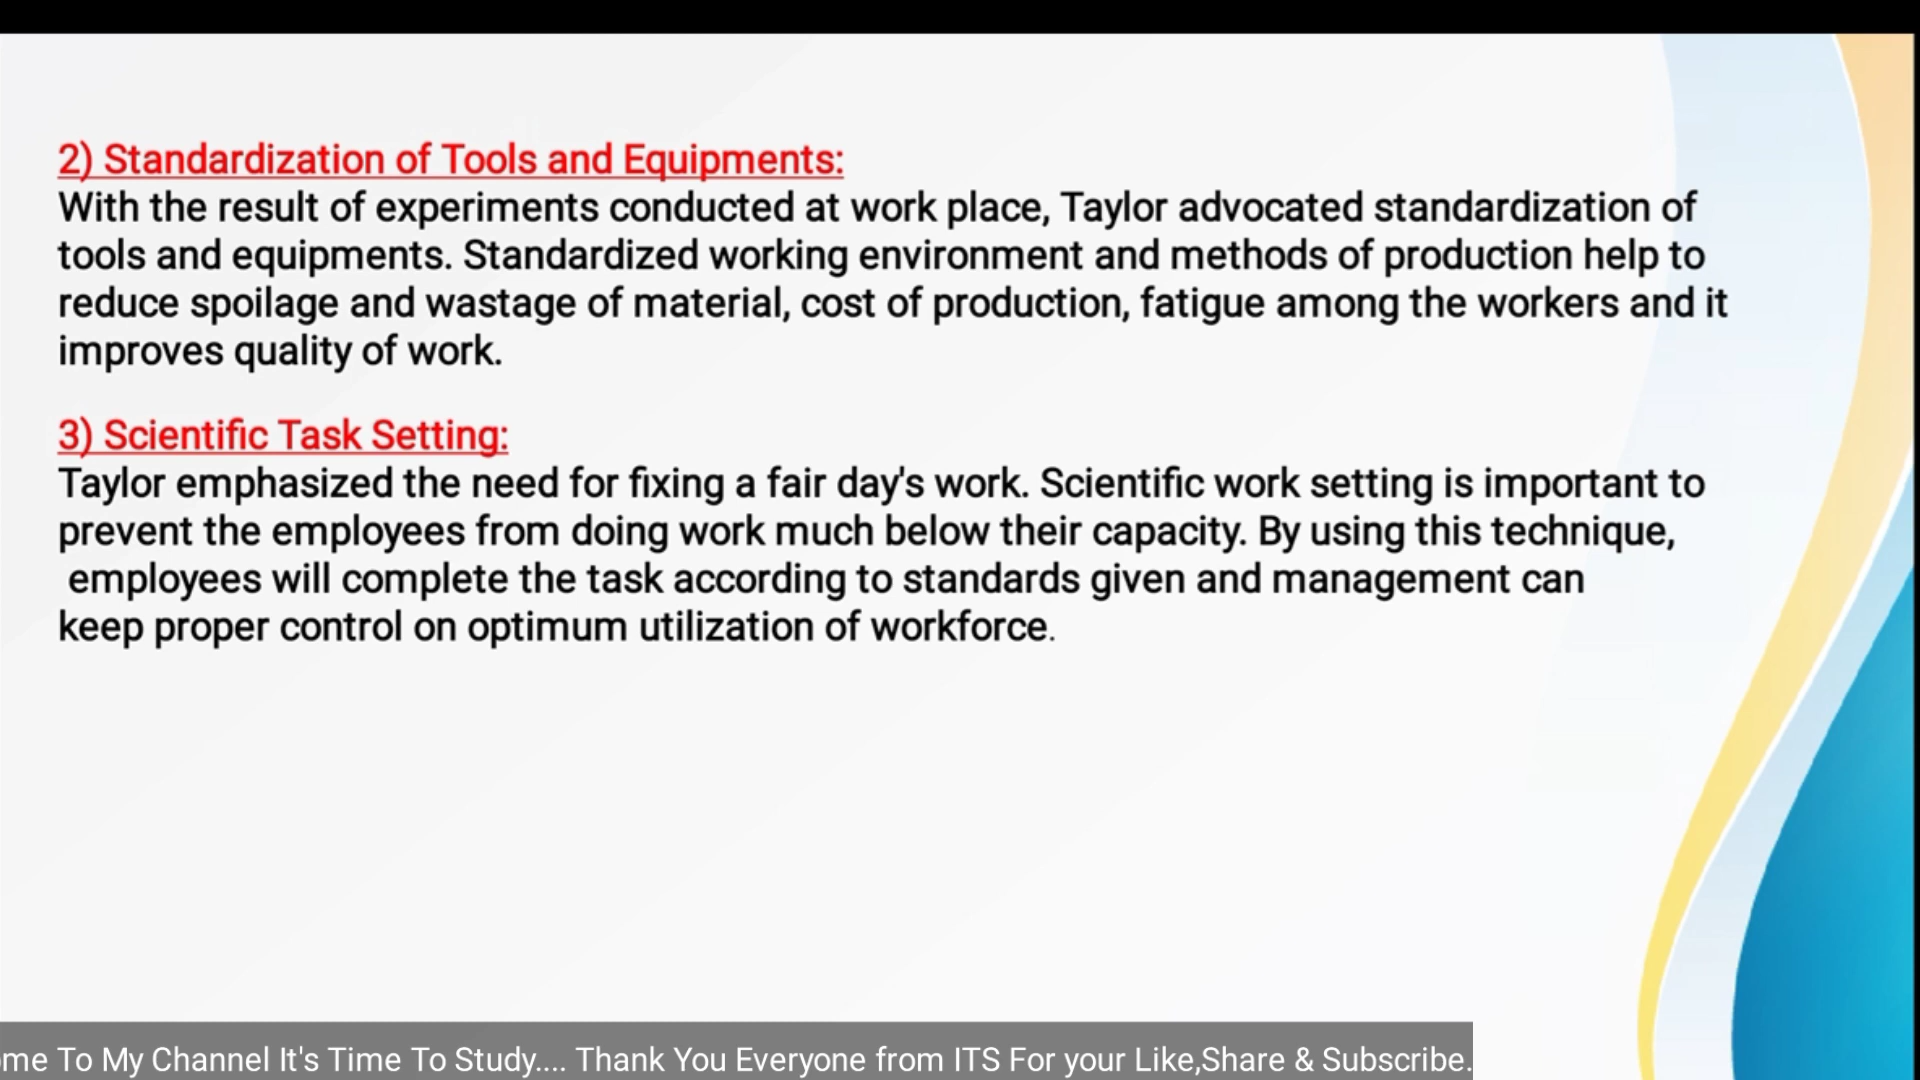 2) Standardization of Tools and Equipments:
With the result of experiments conducted at work place, Taylor advocated standardization of
tools and equipments. Standardized working environment and methods of production help to
reduce spoilage and wastage of material, cost of production, fatigue among the workers and it
improves quality of work.
3) Scientific Task Setting:
Taylor emphasized the need for fixing a fair day's work. Scientific work setting is important to
prevent the employees from doing work much below their capacity. By using this technique,
employees will complete the task according to standards given and management can
keep proper control on optimum utilization of workforce.
me To My Channel It's Time To Study.... Thank You Everyone from ITS For your Like,Share & Subscribe.